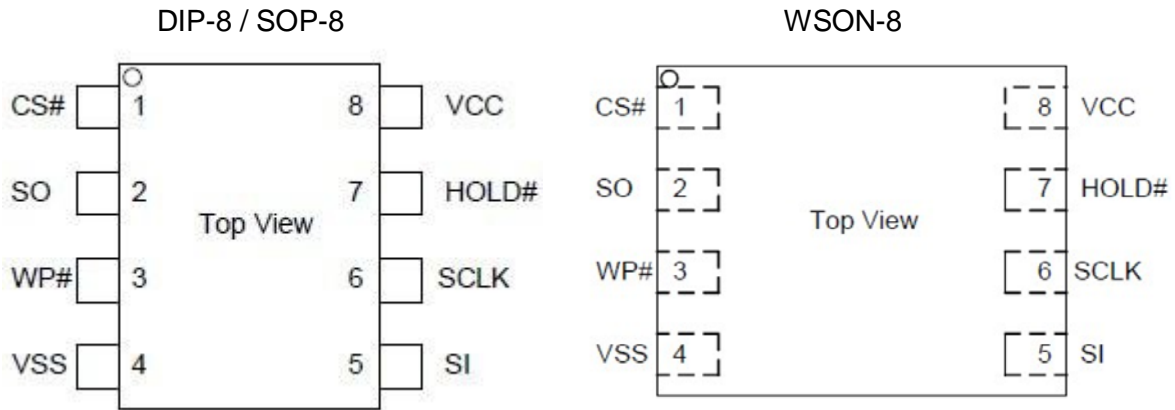 DIP-8 / SOP-8
CS# 1 8 VCC
SO 2 7 HOLD#
Top View
WP# 3 6 SCLK
VSS 4 5 SI
WSON-8
CS# 1 8 VCC
SO 2 7 HOLD#
Top View
WP# 3 6 SCLK
VSS 4 5 SI